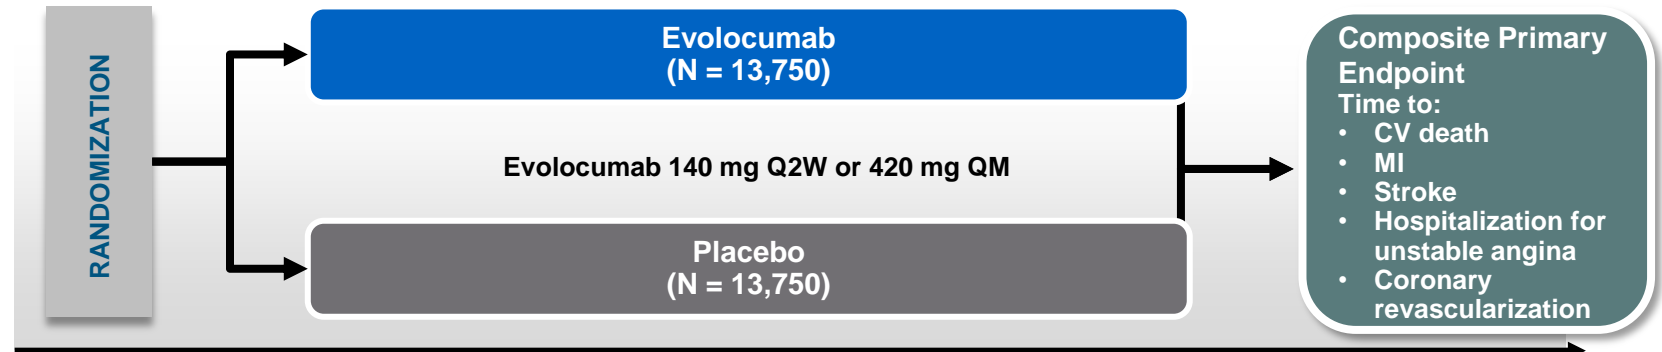 RANDOMIZATION
Evolocumab
(N = 13,750)
Evolocumab 140 mg Q2W or 420 mg QM
Placebo
(N = 13,750)
Composite Primary
Endpoint
Time to:
• CV death
• MI
• Stroke
• Hospitalization for
unstable angina
• Coronary
revascularization